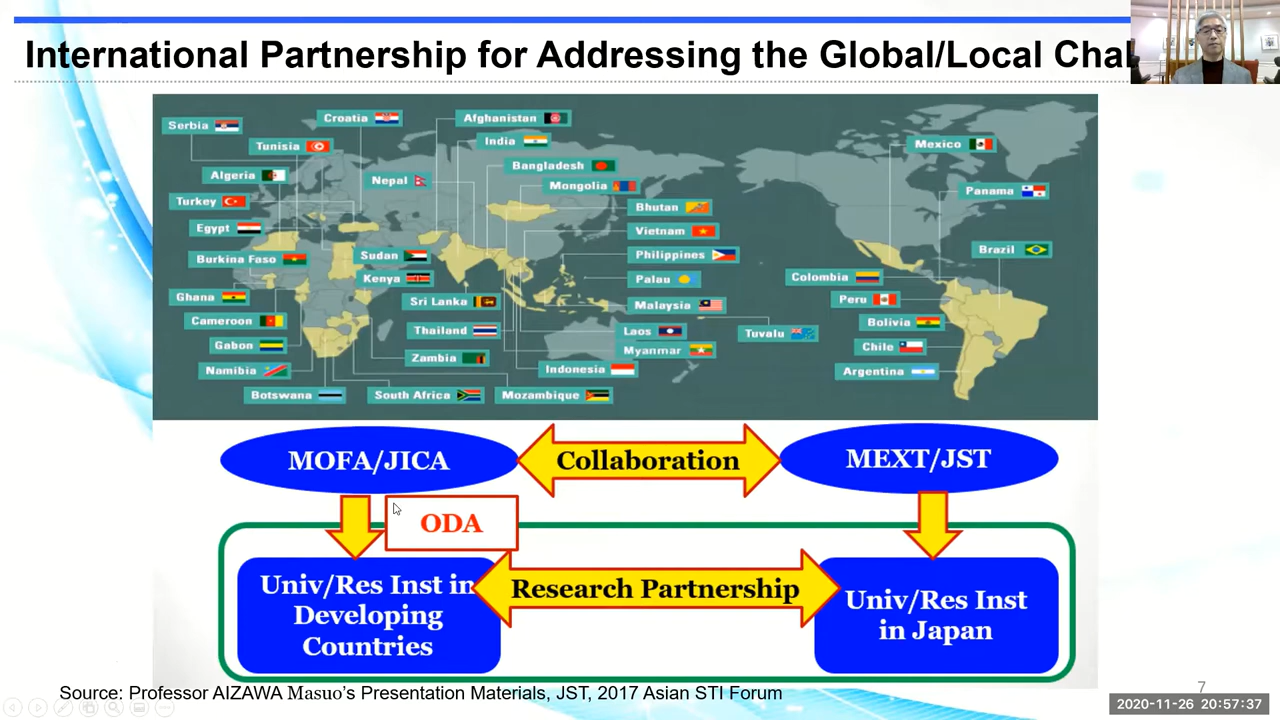 International Partnership for Addressing the Global/Local Chal
Serbia
Croatia
Afghanistan
Tunisia
India
Mexico
Algeria
Nepal
Bangladesh
Mongolia
Panama
Turkey
Bhutan
Egypt
Vietnam
Burkina Faso
Sudan
Philippines
Brazil
Kenya
Palau
Colombia
Ghana
Sri Lanka
Malaysia
Peru
Cameroon
Thailand
Laos
Tuvalu
Bolivia
Gabon
Zambia
Myanmar
Chile
Namibia
Indonesia
Argentina
Botswana
South Africa
Mozambique
MOFA/JICA
Collaboration
MEXT/JST
ODA
Univ/Res Inst in
Developing
Countries
Research Partnership
Univ/Res Inst
in Japan
Source: Professor AIZAWA Masuo's Presentation Materials, JST, 2017 Asian STI Forum
7
2020-11-26 20:57:37